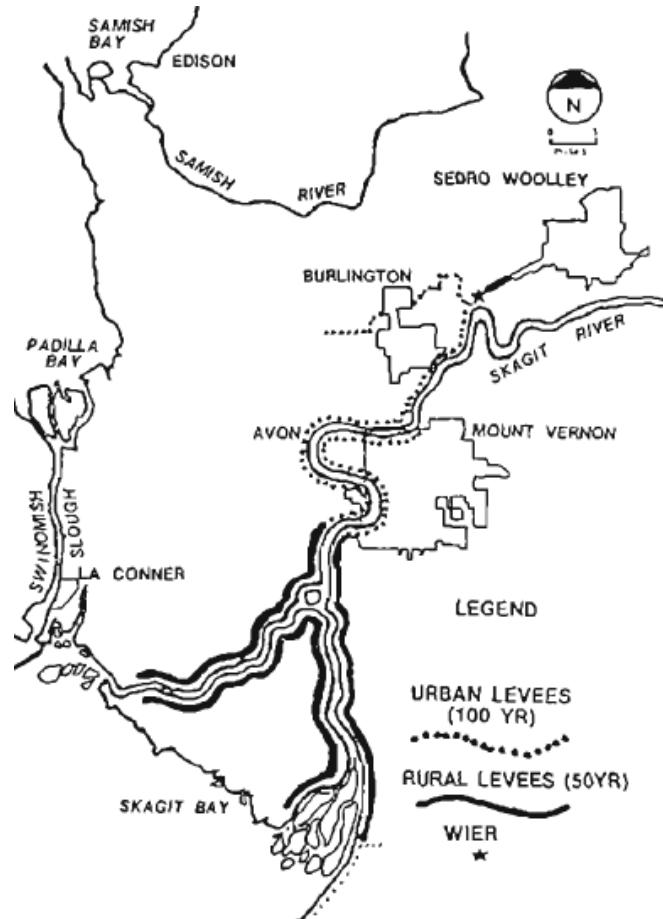 SAMISH
BAY
EDISON
N
SAMISH
RIVER
SEDRO WOOLLEY
BURLINGTON
PADILLA
BAY
SKAGIT
RIVER
AVON
MOUNT VERNON
SWINOMISH
SLOUGH
LA CONNER
LEGEND
URBAN LEVEES
(100 YR)
RURAL LEVEES (50YR)
WIER
SKAGIT BAY